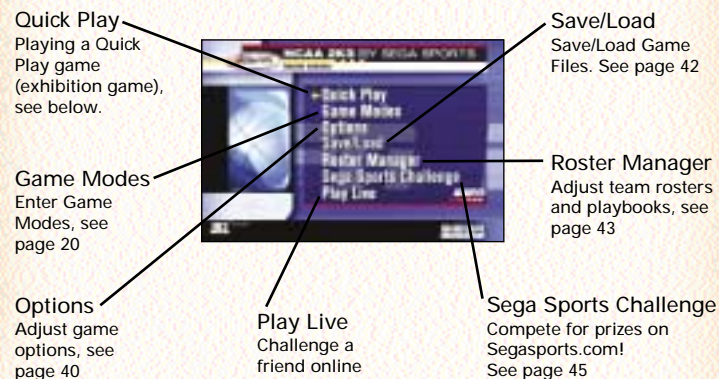 Quick Play
Playing a Quick
Play game
(exhibition game),
see below.
Game Modes
Enter Game
Modes, see
page 20
Options
Adjust game
options, see
page 40
NCAA 2K3 BY SEGA SPORTS
Quick Play
Game Modes
Options
Save/Load
Roster Manager
Sega Sports Challenge
Play Live
Play Live
Challenge a
friend online
Save/Load
Save/Load Game
Files. See page 42
Roster Manager
Adjust team rosters
and playbooks, see
page 43
Sega Sports Challenge
Compete for prizes on
Segasports.com!
See page 45